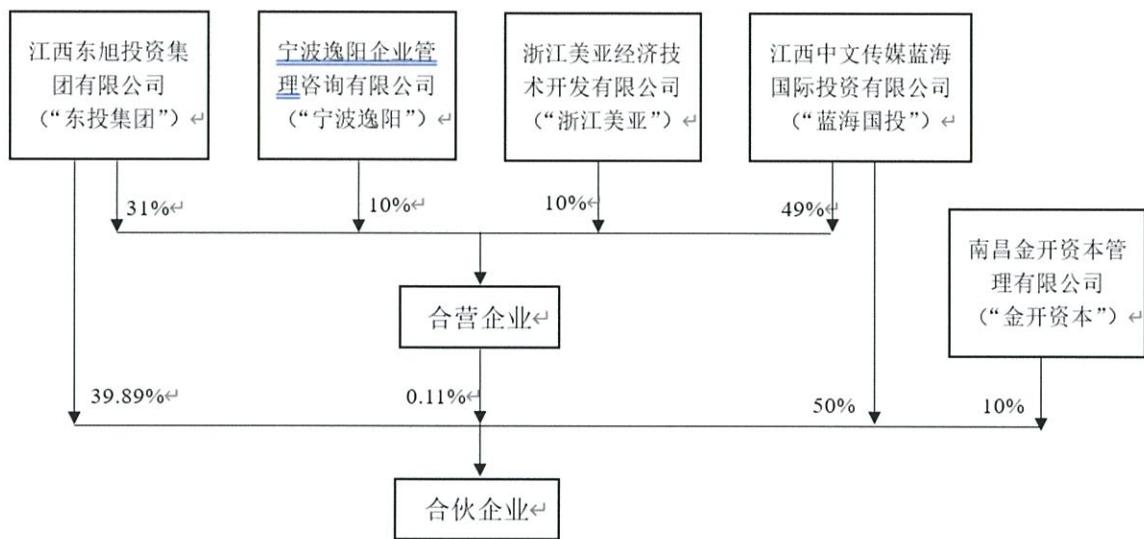 江西东旭投资集
团有限公司
（“东投集团”）↵
宁波逸阳企业管
理咨询有限公司
（“宁波逸阳”）↵
浙江美亚经济技
术开发有限公司
（“浙江美亚”）↵
江西中文传媒蓝海
国际投资有限公司
（“蓝海国投”）↵
31%↵
10%↵
10%↵
49%↵
南昌金开资本管
理有限公司
（“金开资本”）↵
合营企业↵
39.89%↵
0.11%↵
50%
10%
合伙企业↵